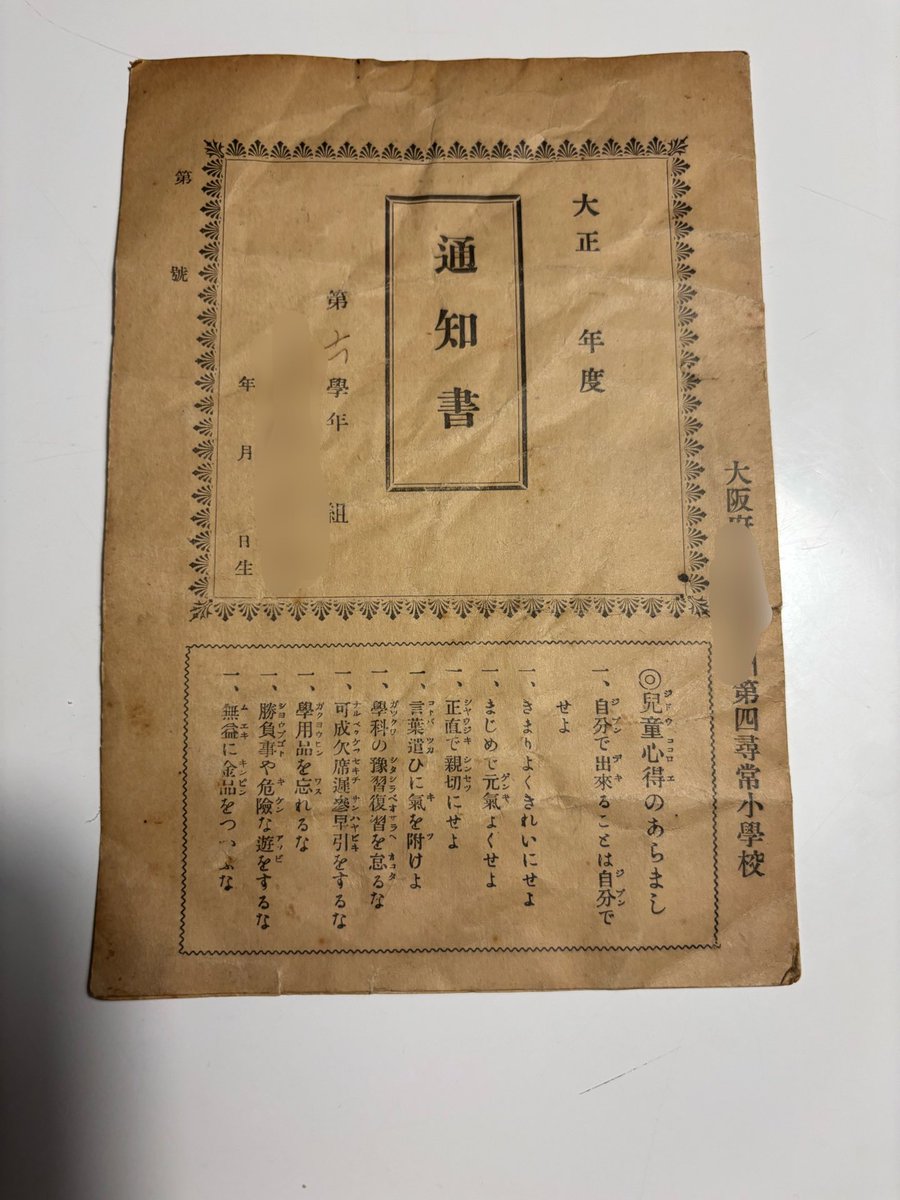 大阪府
第四尋常小學校
大正 年度
通知書
第六學年 組
年 月 日生
第 號
◎兒童心得のあらまし
一、自分で出來ることは自分で
せよ
一、きまりよくきれいにせよ
一、まじめで元氣よくせよ
一、正直で親切にせよ
一、言葉遣ひに氣を附けよ
一、學科の豫習復習を怠るな
一、可成欠席遲參早引をするな
一、學用品を忘れるな
一、勝負事や危險な遊をするな
一、無益に金品をつ ふな